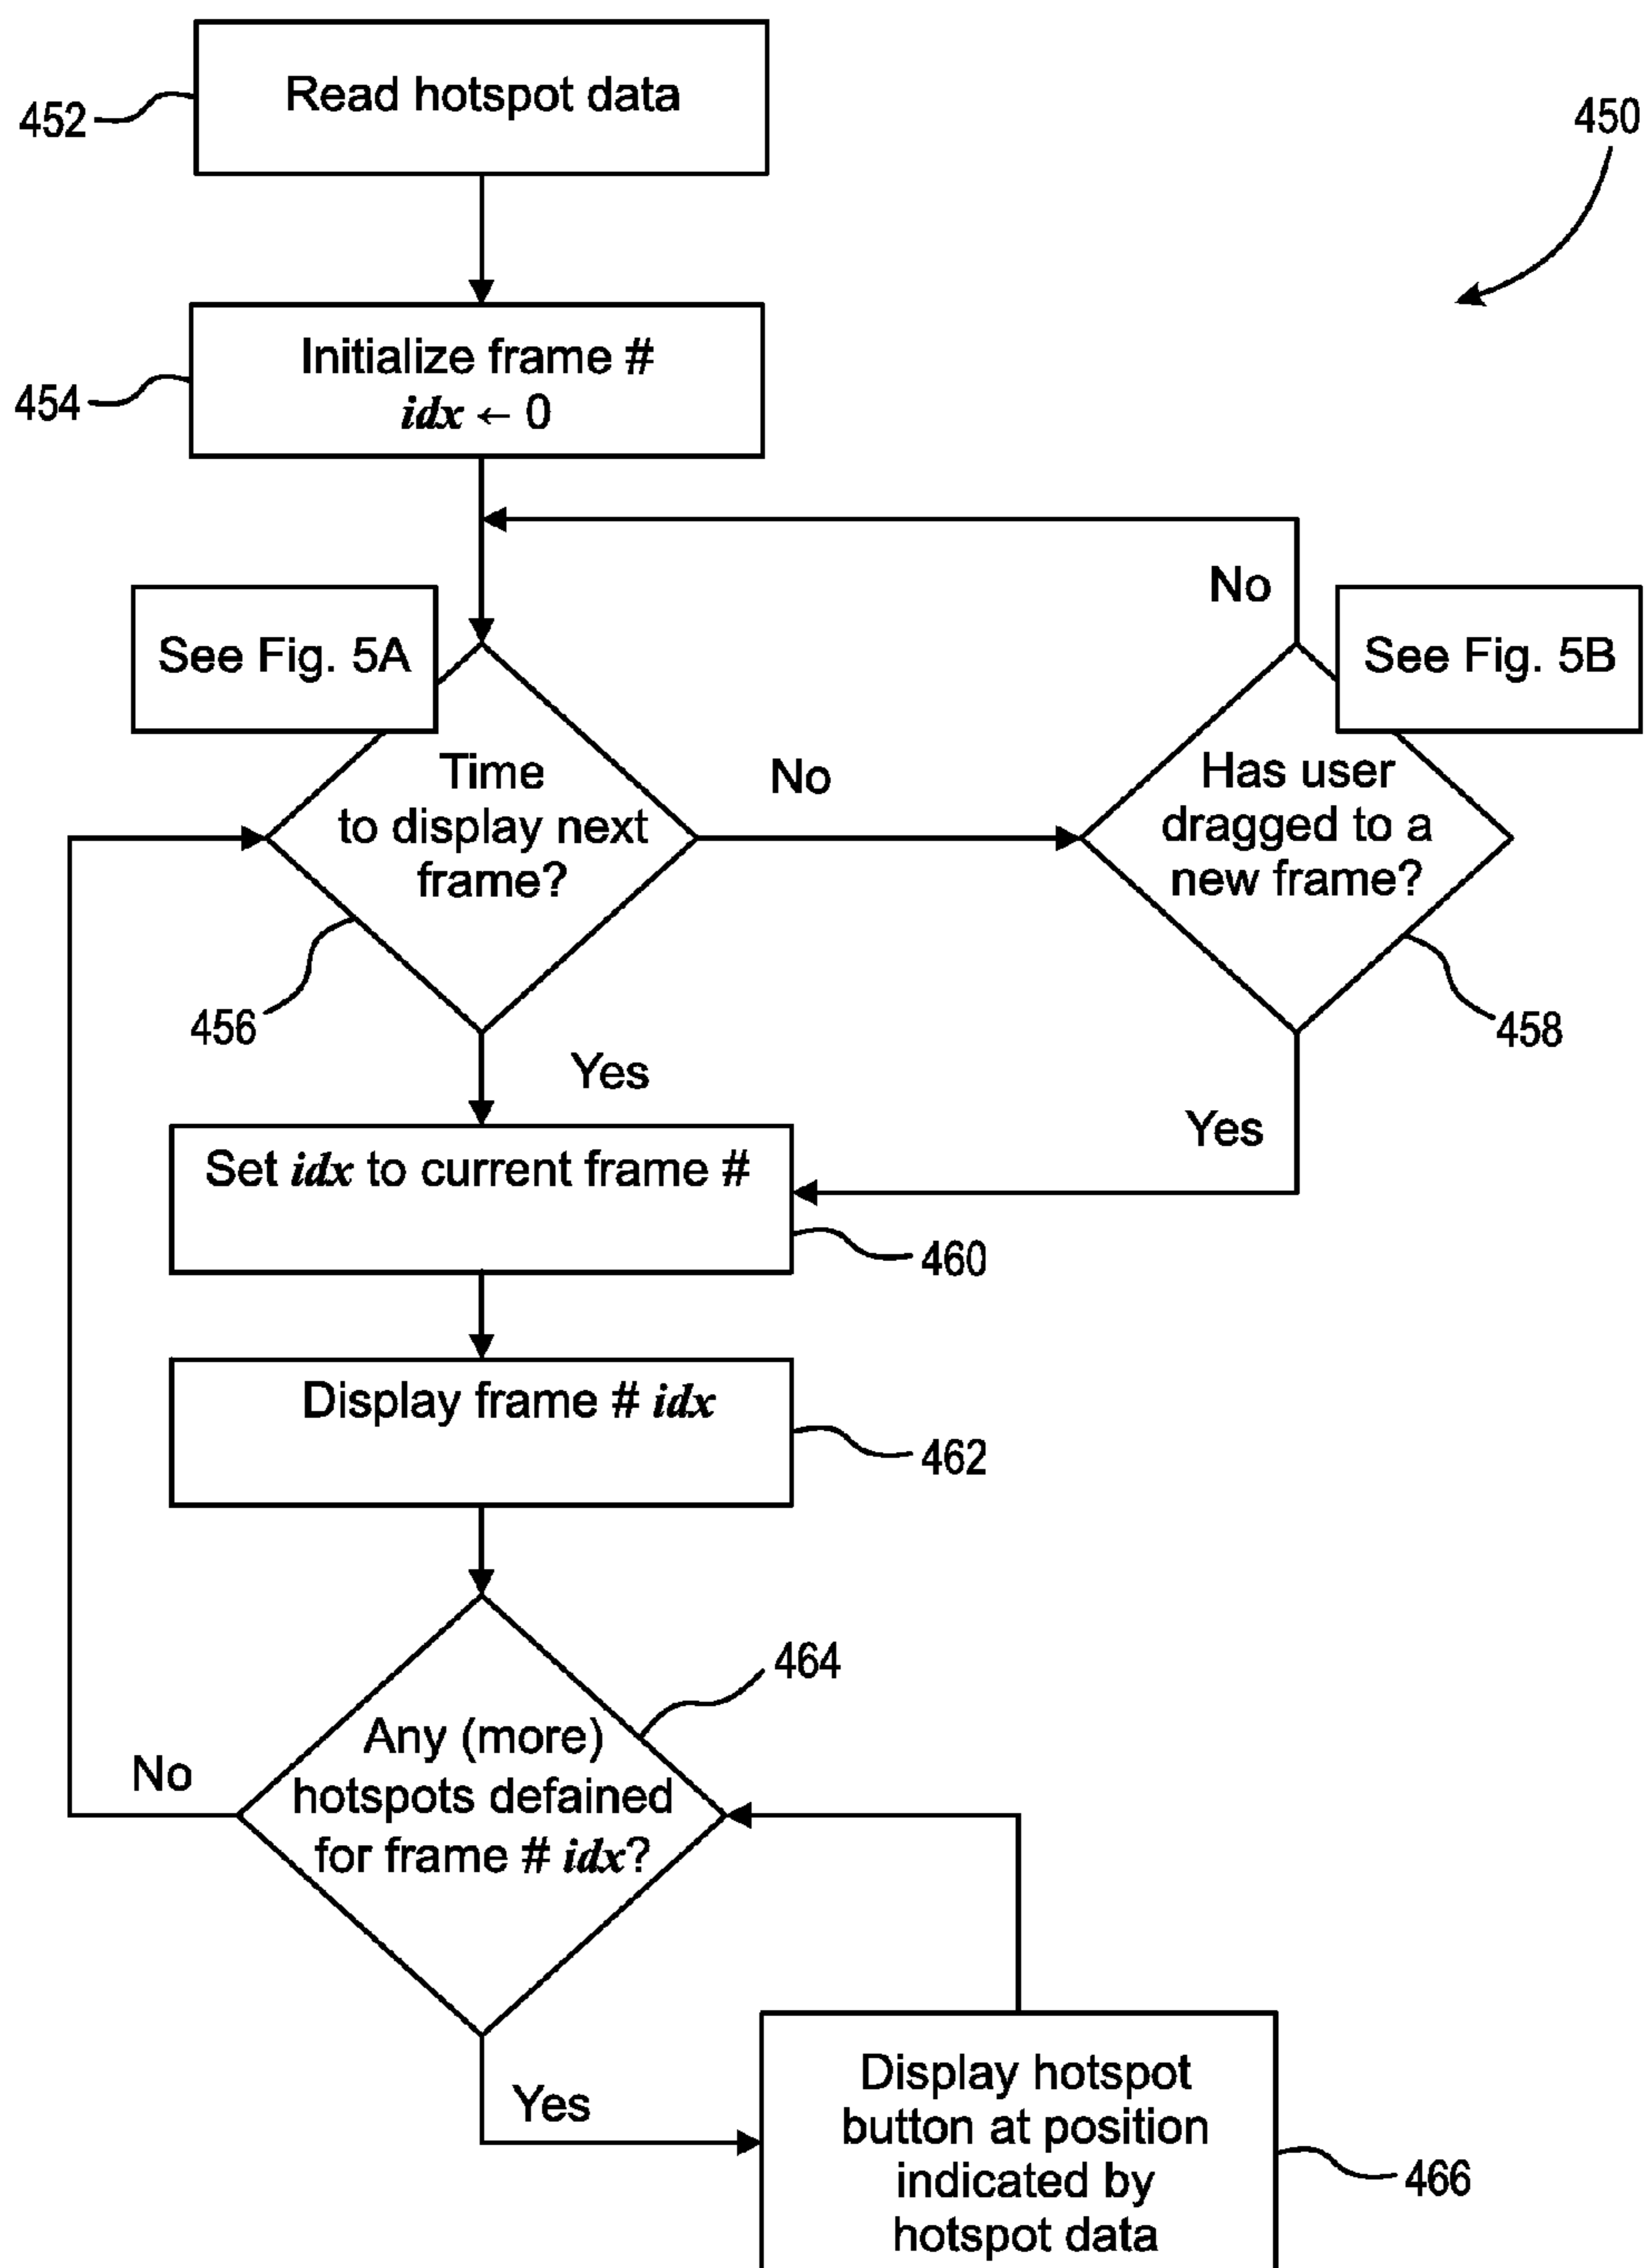 Read hotspot data
452
450
Initialize frame #
idx ← 0
454
No
See Fig. 5A
See Fig. 5B
Time
to display next
frame?
No
Has user
dragged to a
new frame?
456
458
Yes
Yes
Set idx to current frame #
460
Display frame # idx
462
464
Any (more)
hotspots defained
for frame # idx?
No
Yes
Display hotspot
button at position
indicated by
hotspot data
466